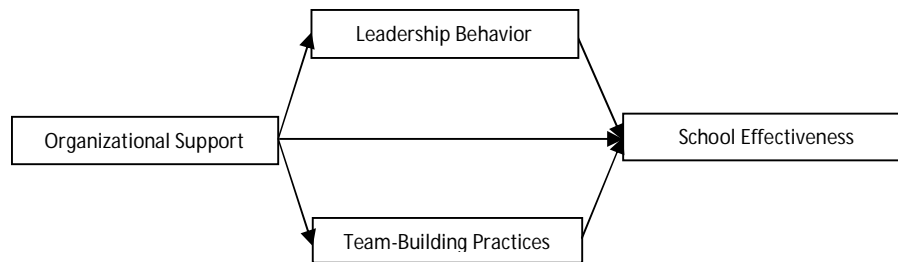 Leadership Behavior
Organizational Support
School Effectiveness
Team-Building Practices